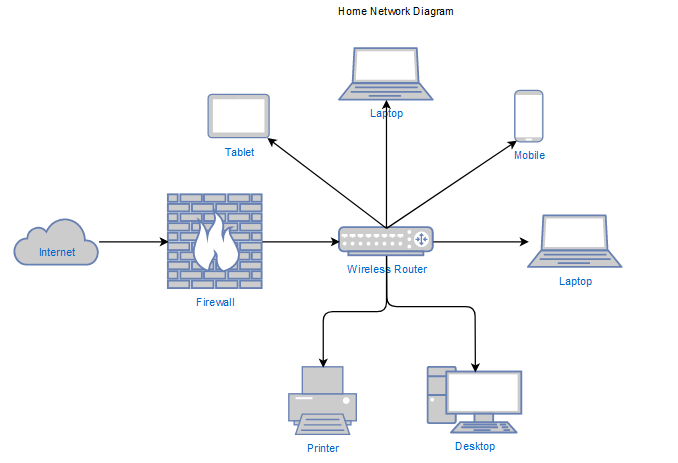 Home Network Diagram
Laptop
Tablet
Mobile
Internet
Wireless Router
Laptop
Firewall
Printer
Desktop